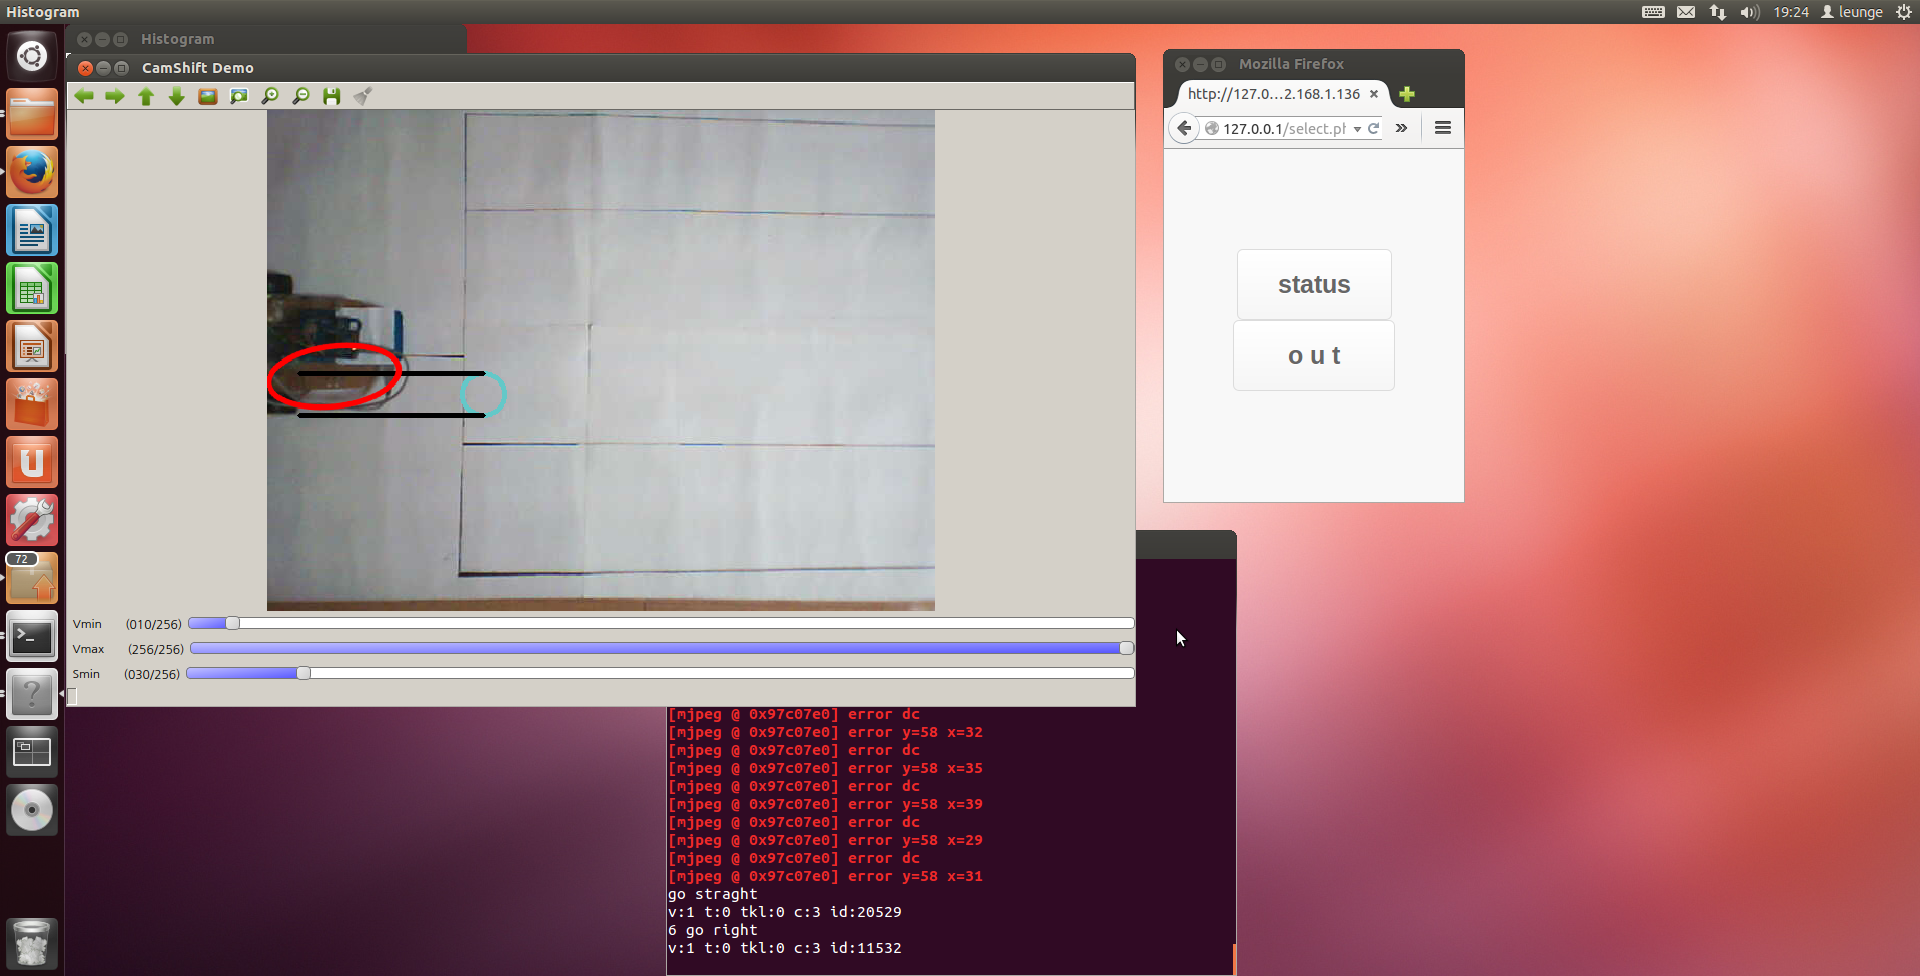 Histogram
19:24 leunge
Histogram
CamShift Demo
Mozilla Firefox
http://127.0...2.168.1.136
127.0.0.1/select.ph
status
o u t
72
Vmin (010/256)
Vmax (256/256)
Smin (030/256)
[mjpeg @ 0x97c07e0] error dc
[mjpeg @ 0x97c07e0] error y=58 x=32
[mjpeg @ 0x97c07e0] error dc
[mjpeg @ 0x97c07e0] error y=58 x=35
[mjpeg @ 0x97c07e0] error dc
[mjpeg @ 0x97c07e0] error y=58 x=39
[mjpeg @ 0x97c07e0] error dc
[mjpeg @ 0x97c07e0] error y=58 x=29
[mjpeg @ 0x97c07e0] error dc
[mjpeg @ 0x97c07e0] error y=58 x=31
go straght
v:1 t:0 tkl:0 c:3 id:20529
6 go right
v:1 t:0 tkl:0 c:3 id:11532